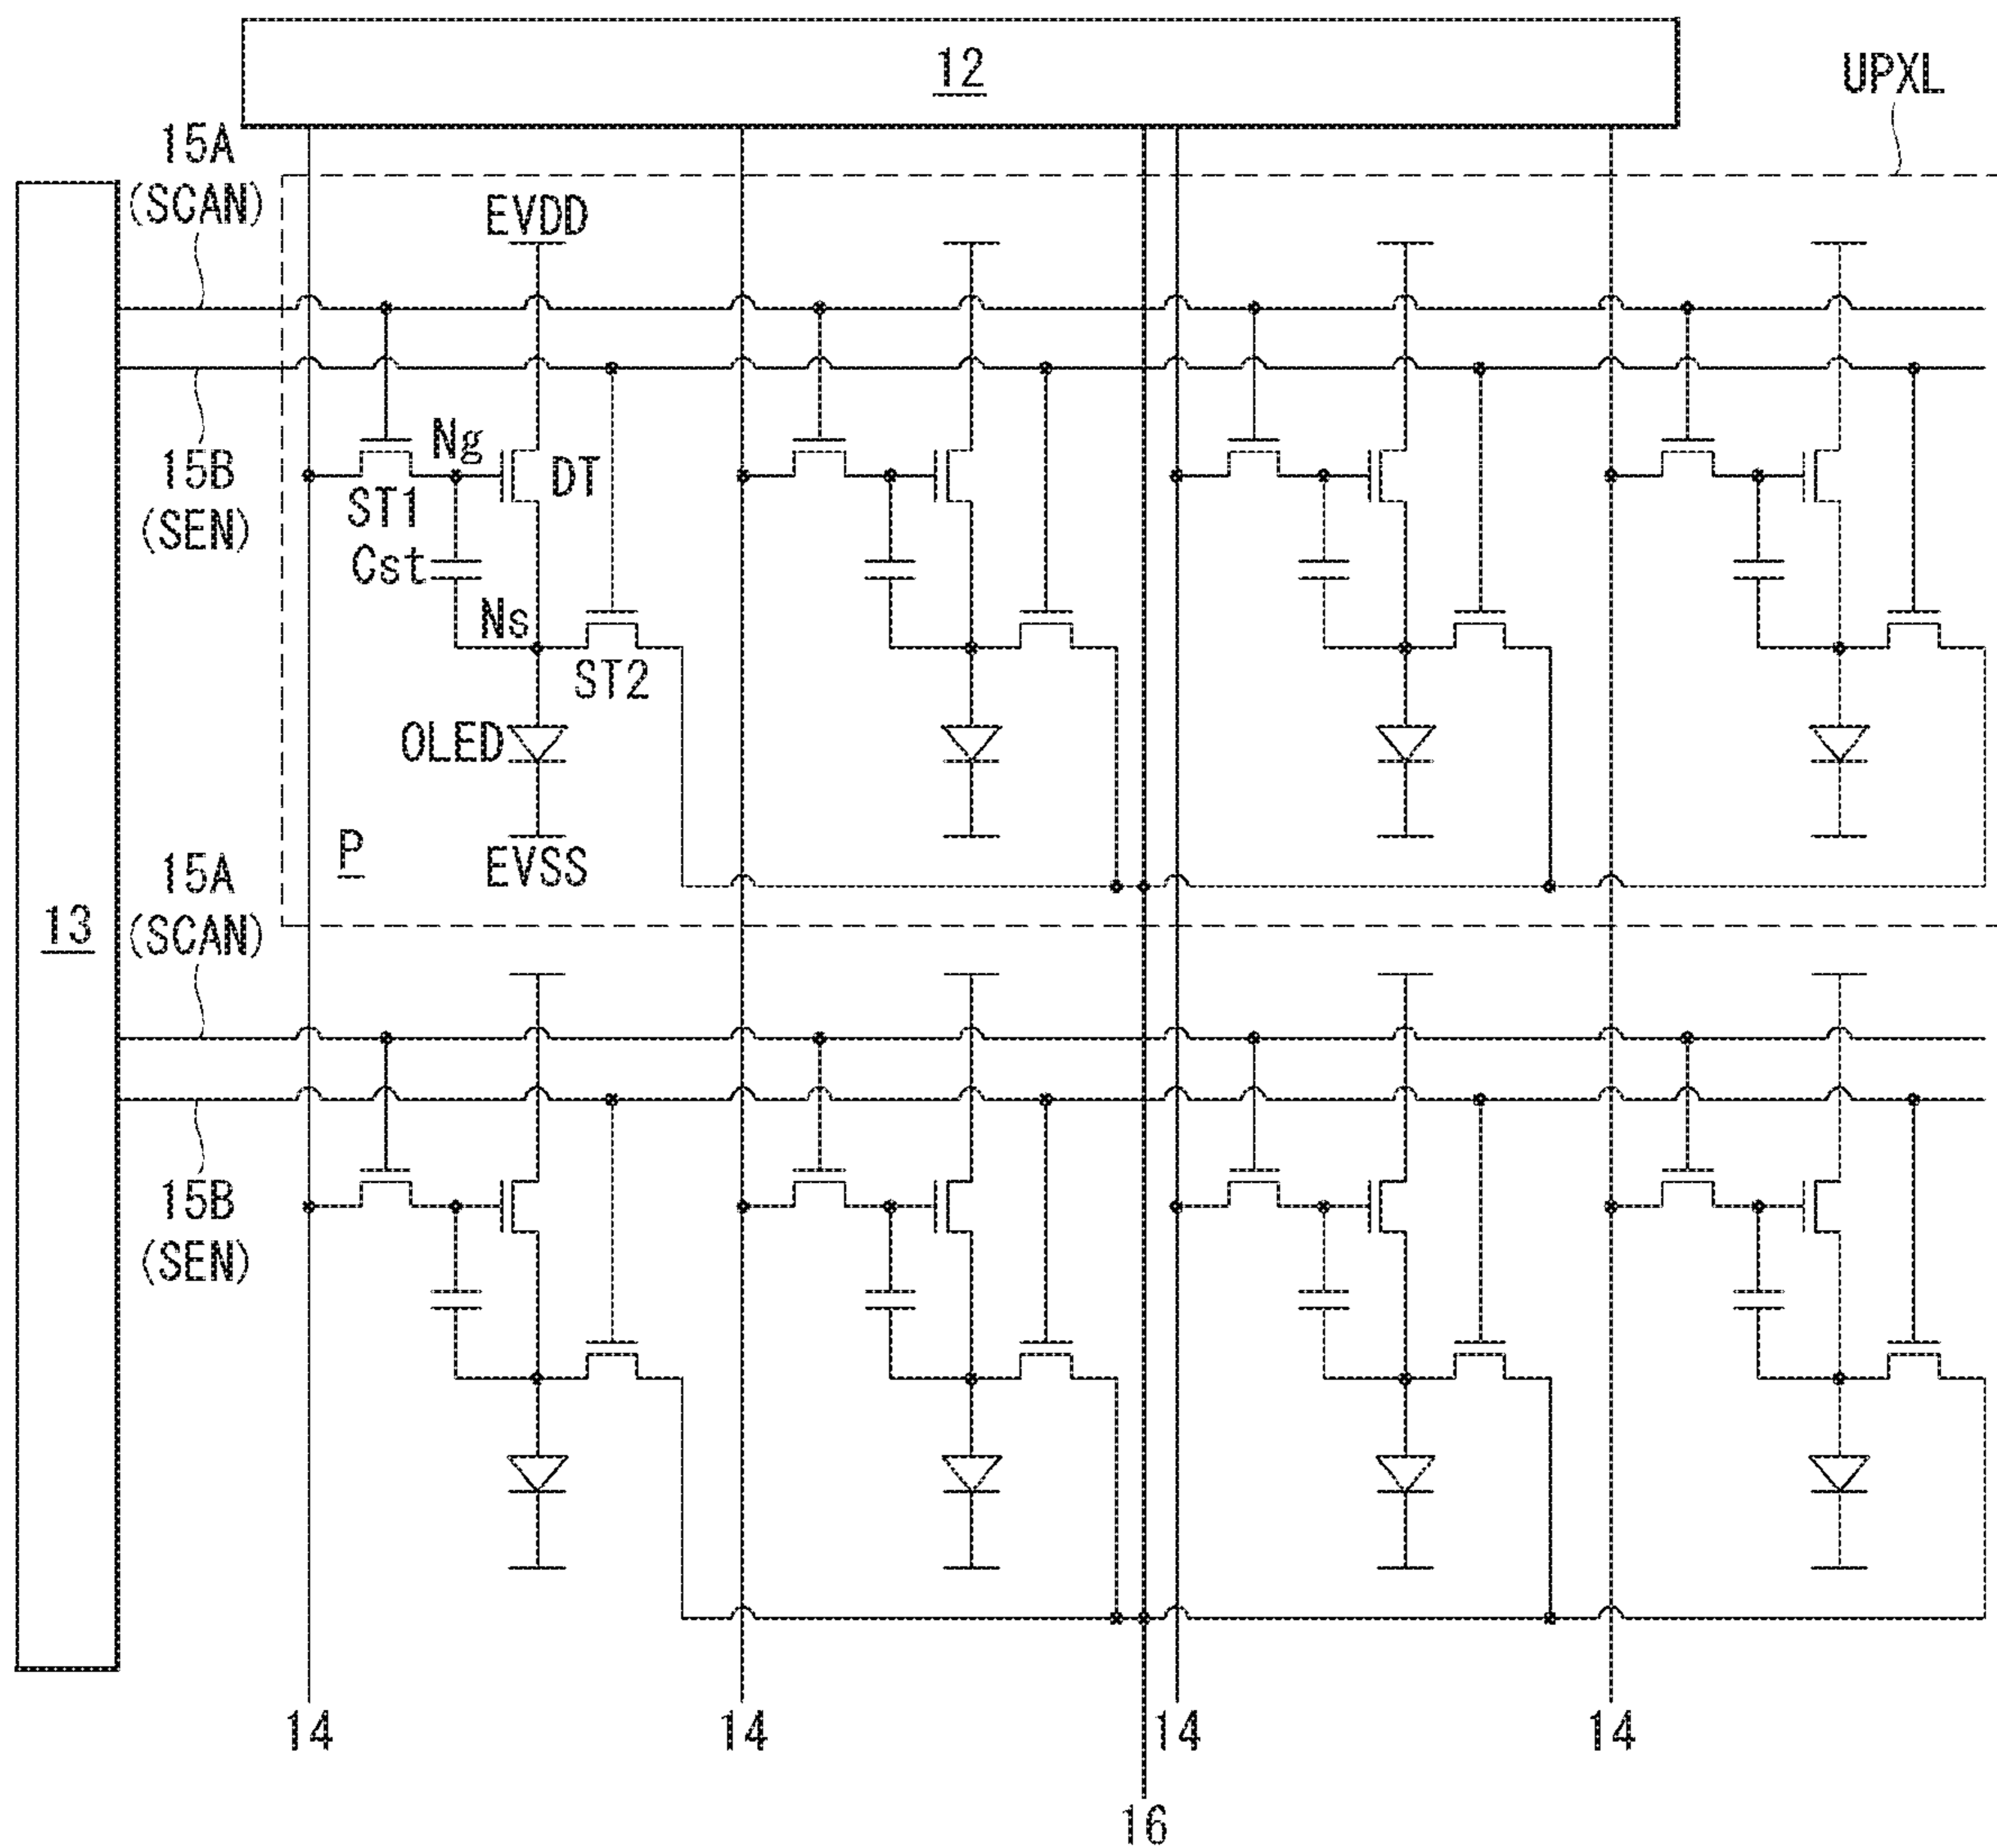 12
UPXL
15A
(SCAN)
EVDD
15B
(SEN)
Ng
DT
ST1
Cst
Ns
ST2
OLED
P
EVSS
13
15A
(SCAN)
15B
(SEN)
14
14
14
14
16